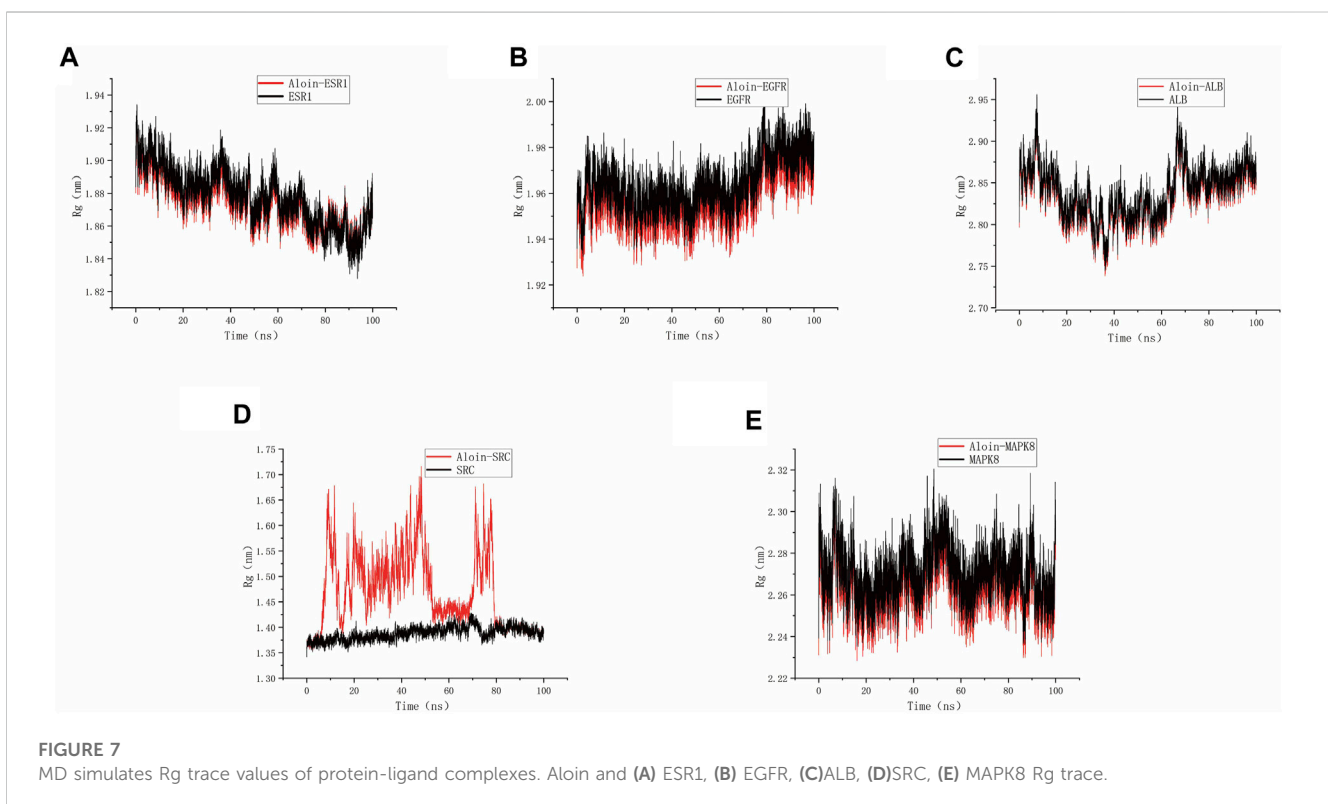 A
Aloin-ESR1
ESR1
1.94
1.92
1.90
1.88
1.86
1.84
1.82
Rg (nm)
0 20 40 60 80 100
Time (ns)
B
Aloin-EGFR
EGFR
2.00
1.98
1.96
1.94
1.92
Rg (nm)
0 20 40 60 80 100
Time (ns)
C
Aloin-ALB
ALB
2.95
2.90
2.85
2.80
2.75
2.70
Rg (nm)
0 20 40 60 80 100
Time (ns)
D
Aloin-SRC
SRC
1.75
1.70
1.65
1.60
1.55
1.50
1.45
1.40
1.35
1.30
Rg (nm)
0 20 40 60 80 100
Time (ns)
E
Aloin-MAPK8
MAPK8
2.32
2.30
2.28
2.26
2.24
2.22
Rg (nm)
0 20 40 60 80 100
Time (ns)
FIGURE 7
MD simulates Rg trace values of protein-ligand complexes. Aloin and (A) ESR1, (B) EGFR, (C)ALB, (D)SRC, (E) MAPK8 Rg trace.